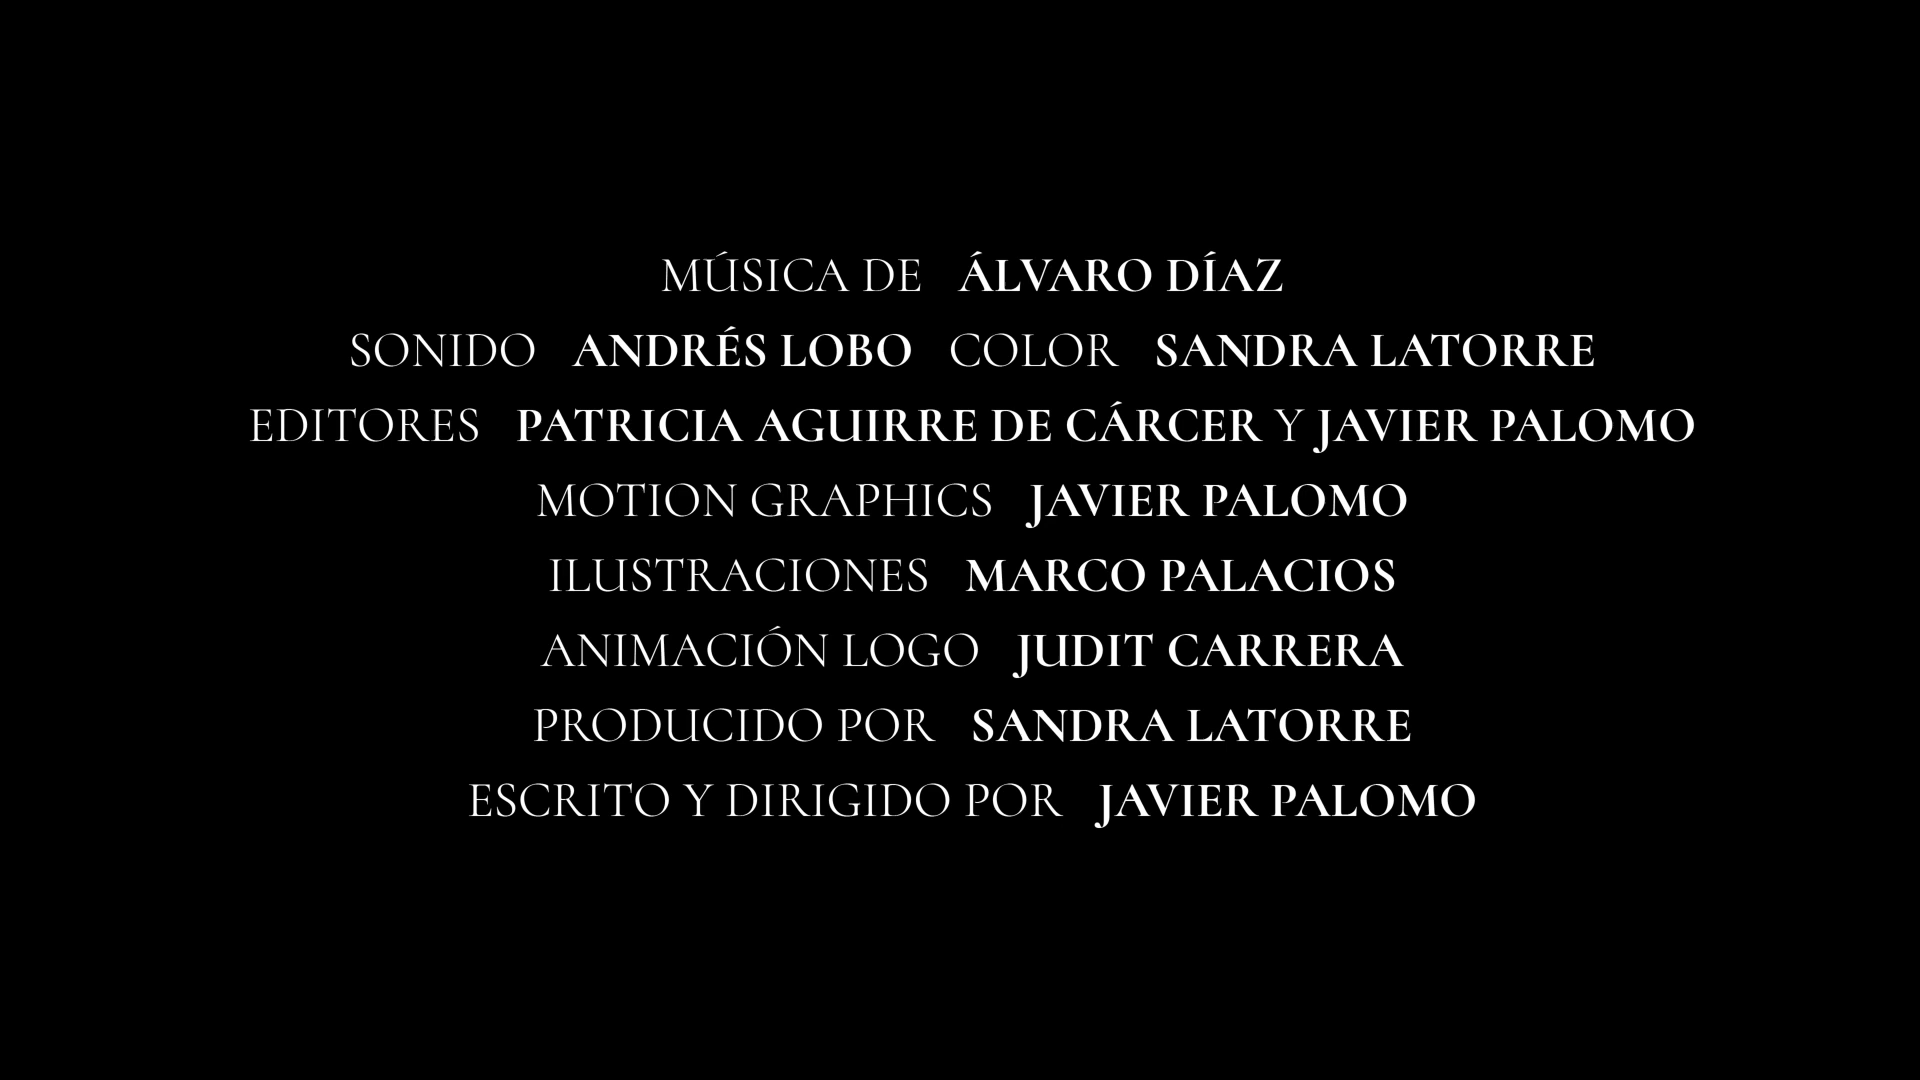 MÚSICA DE ÁLVARO DÍAZ
SONIDO ANDRÉS LOBO COLOR SANDRA LATORRE
EDITORES PATRICIA AGUIRRE DE CÁRCER Y JAVIER PALOMO
MOTION GRAPHICS JAVIER PALOMO
ILUSTRACIONES MARCO PALACIOS
ANIMACIÓN LOGO JUDIT CARRERA
PRODUCIDO POR SANDRA LATORRE
ESCRITO Y DIRIGIDO POR JAVIER PALOMO